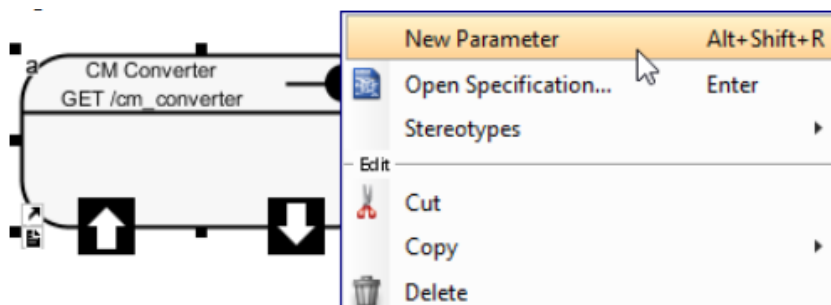 a
CM Converter
GET /cm_converter
New Parameter Alt+Shift+R
Open Specification... Enter
Stereotypes
Edit
Cut
Copy
Delete